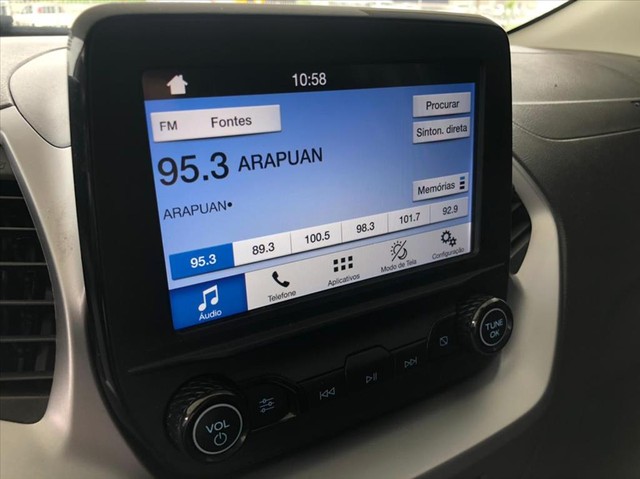 10:58
FM Fontes
Procurar
Sinton. direta
95.3 ARAPUAN
ARAPUAN•
Memórias
95.3 89.3 100.5 98.3 101.7 92.9
Áudio Telefone Aplicativos Modo de Tela Configuração
VOL
TUNE
OK